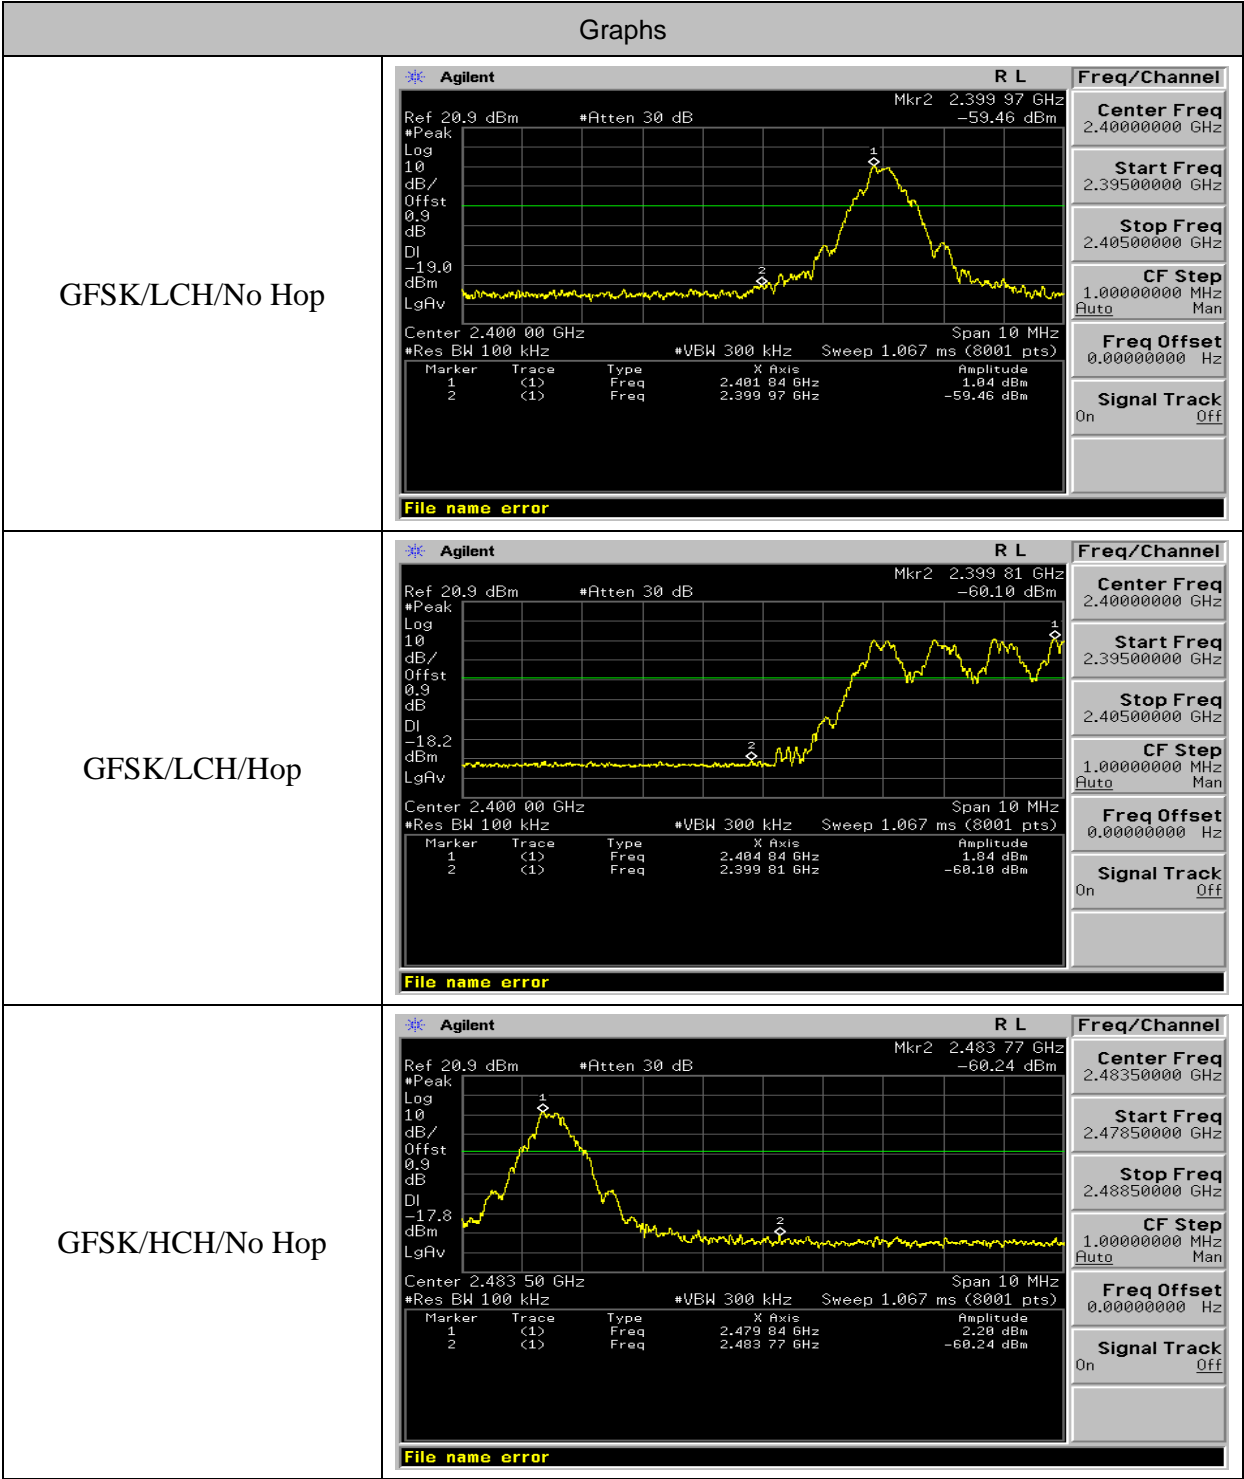 Graphs
GFSK/LCH/No Hop
Agilent R L Freq/Channel
Mkr2 2.399 97 GHz
Ref 20.9 dBm #Atten 30 dB -59.46 dBm
#Peak
Log
10
dB/
Offst
0.9
dB
DI
-19.0
dBm
LgAv
1
2
Center 2.400 00 GHz Span 10 MHz
#Res BW 100 kHz #VBW 300 kHz Sweep 1.067 ms (8001 pts)
Marker Trace Type X Axis Amplitude
1 (1) Freq 2.401 84 GHz 1.04 dBm
2 (1) Freq 2.399 97 GHz -59.46 dBm
File name error
Center Freq
2.40000000 GHz
Start Freq
2.39500000 GHz
Stop Freq
2.40500000 GHz
CF Step
1.00000000 MHz
Auto Man
Freq Offset
0.00000000 Hz
Signal Track
On Off
GFSK/LCH/Hop
Agilent R L Freq/Channel
Mkr2 2.399 81 GHz
Ref 20.9 dBm #Atten 30 dB -60.10 dBm
#Peak
Log
10
dB/
Offst
0.9
dB
DI
-18.2
dBm
LgAv
1
2
Center 2.400 00 GHz Span 10 MHz
#Res BW 100 kHz #VBW 300 kHz Sweep 1.067 ms (8001 pts)
Marker Trace Type X Axis Amplitude
1 (1) Freq 2.404 84 GHz 1.84 dBm
2 (1) Freq 2.399 81 GHz -60.10 dBm
File name error
Center Freq
2.40000000 GHz
Start Freq
2.39500000 GHz
Stop Freq
2.40500000 GHz
CF Step
1.00000000 MHz
Auto Man
Freq Offset
0.00000000 Hz
Signal Track
On Off
GFSK/HCH/No Hop
Agilent R L Freq/Channel
Mkr2 2.483 77 GHz
Ref 20.9 dBm #Atten 30 dB -60.24 dBm
#Peak
Log
10
dB/
Offst
0.9
dB
DI
-17.8
dBm
LgAv
1
2
Center 2.483 50 GHz Span 10 MHz
#Res BW 100 kHz #VBW 300 kHz Sweep 1.067 ms (8001 pts)
Marker Trace Type X Axis Amplitude
1 (1) Freq 2.479 84 GHz 2.20 dBm
2 (1) Freq 2.483 77 GHz -60.24 dBm
File name error
Center Freq
2.48350000 GHz
Start Freq
2.47850000 GHz
Stop Freq
2.48850000 GHz
CF Step
1.00000000 MHz
Auto Man
Freq Offset
0.00000000 Hz
Signal Track
On Off